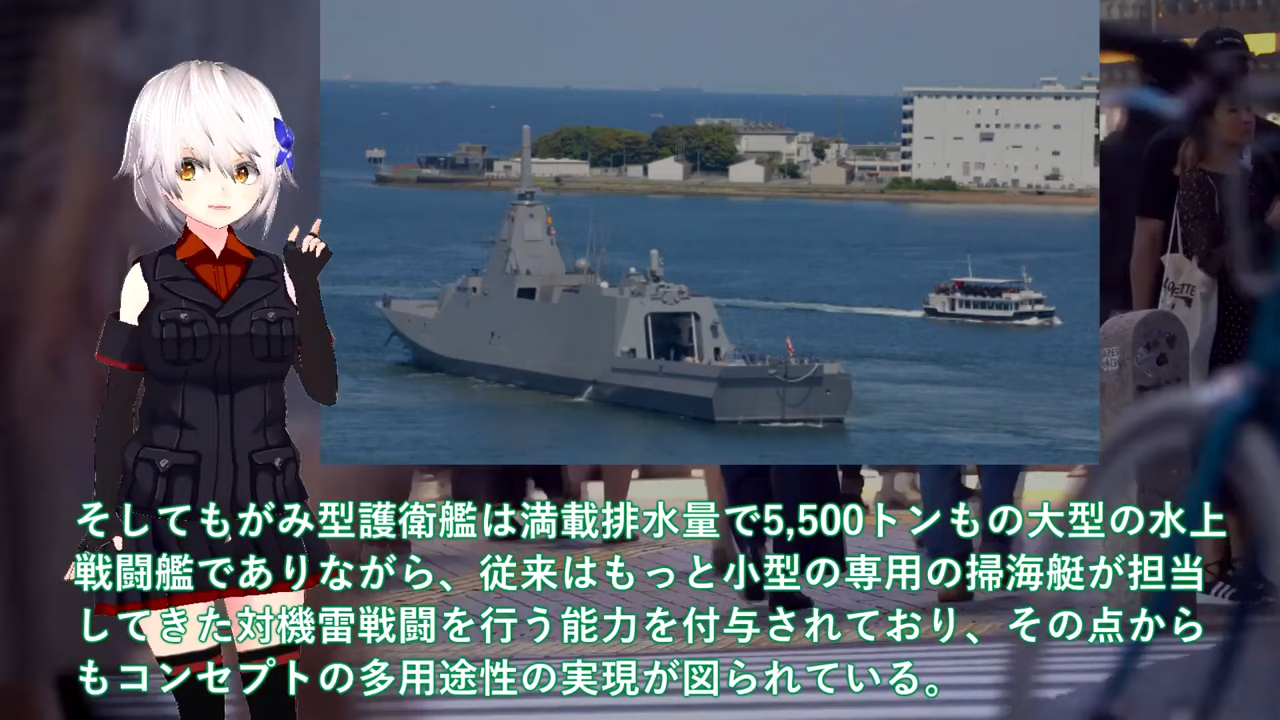 そしてもがみ型護衛艦は満載排水量で5,500トンもの大型の水上
戦闘艦でありながら、従来はもっと小型の専用の掃海艇が担当
してきた対機雷戦闘を行う能力を付与されており、その点から
もコンセプトの多用途性の実現が図られている。